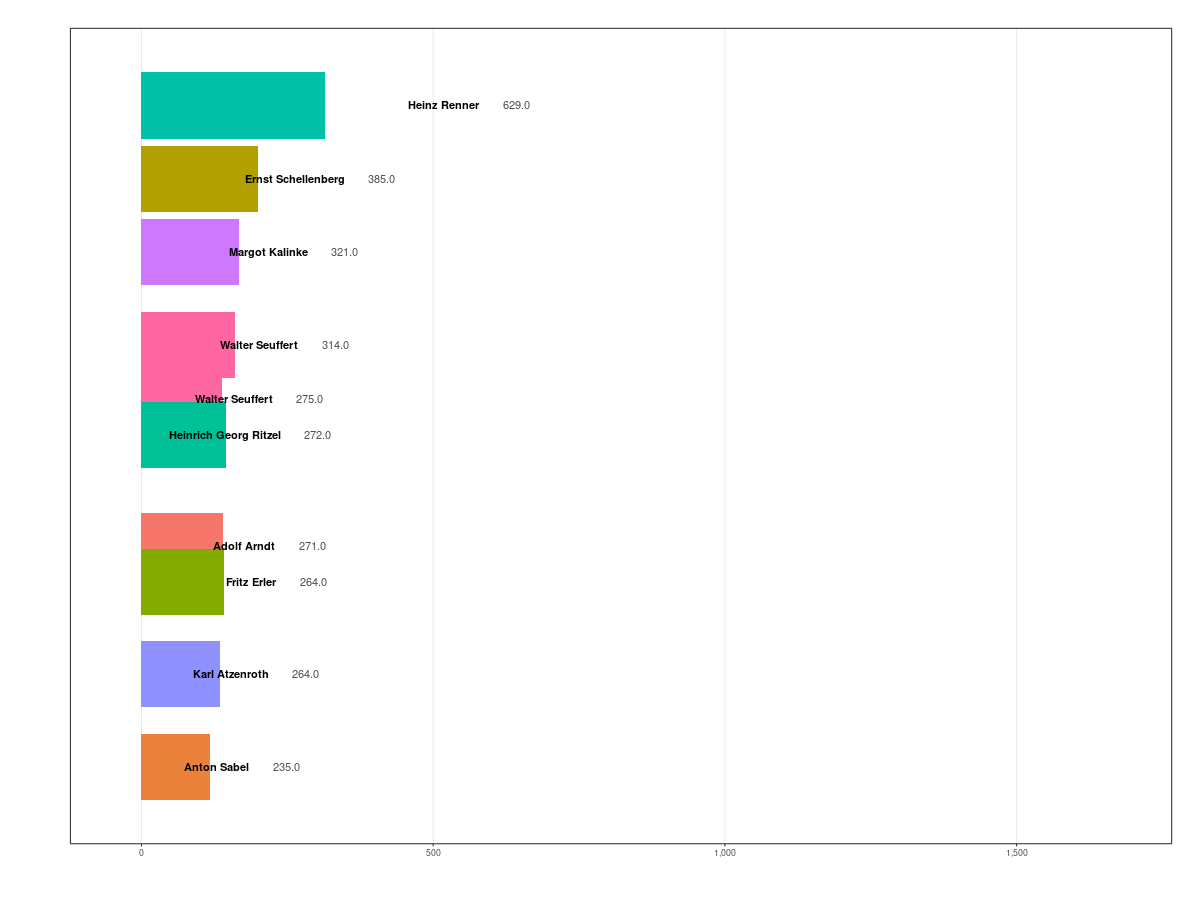 Heinz Renner 629.0
Ernst Schellenberg 385.0
Margot Kalinke 321.0
Walter Seuffert 314.0
Walter Seuffert 275.0
Heinrich Georg Ritzel 272.0
Adolf Arndt 271.0
Fritz Erler 264.0
Karl Atzenroth 264.0
Anton Sabel 235.0
0 500 1,000 1,500